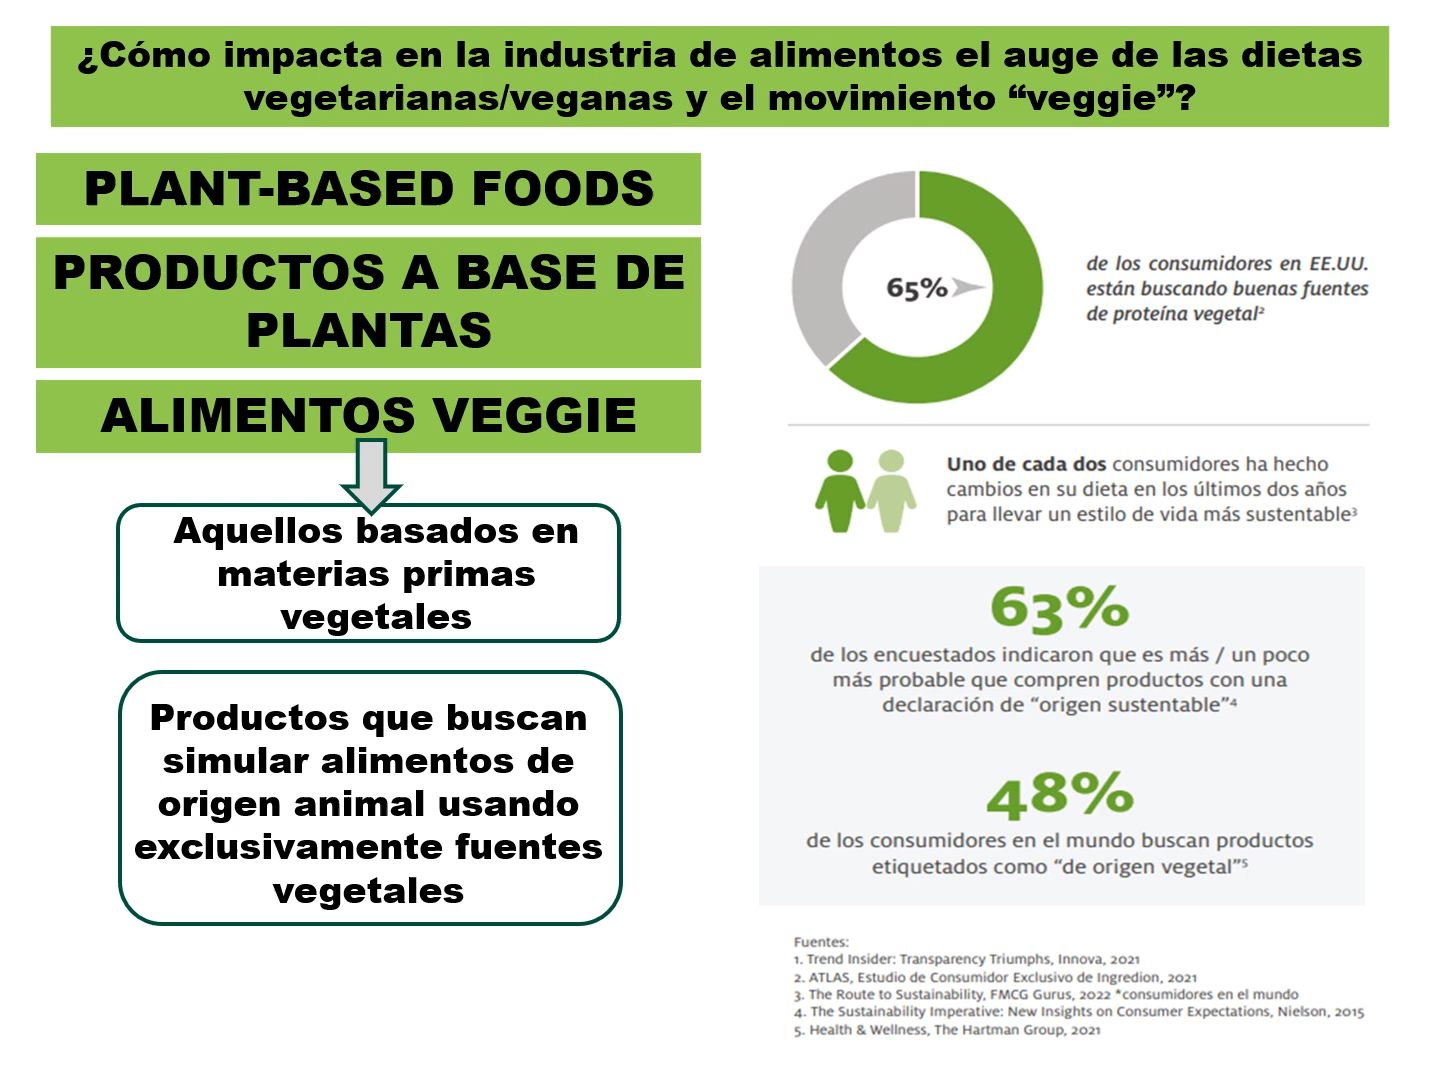 ¿Cómo impacta en la industria de alimentos el auge de las dietas
vegetarianas/veganas y el movimiento “veggie”?
PLANT-BASED FOODS
PRODUCTOS A BASE DE
PLANTAS
ALIMENTOS VEGGIE
Aquellos basados en
materias primas
vegetales
Productos que buscan
simular alimentos de
origen animal usando
exclusivamente fuentes
vegetales
65%
de los consumidores en EE.UU.
están buscando buenas fuentes
de proteína vegetal²
Uno de cada dos consumidores ha hecho
cambios en su dieta en los últimos dos años
para llevar un estilo de vida más sustentable³
63%
de los encuestados indicaron que es más / un poco
más probable que compren productos con una
declaración de “origen sustentable”⁴
48%
de los consumidores en el mundo buscan productos
etiquetados como “de origen vegetal”⁵
Fuentes:
1. Trend Insider: Transparency Triumphs, Innova, 2021
2. ATLAS, Estudio de Consumidor Exclusivo de Ingredion, 2021
3. The Route to Sustainability, FMCG Gurus, 2022 *consumidores en el mundo
4. The Sustainability Imperative: New Insights on Consumer Expectations, Nielson, 2015
5. Health & Wellness, The Hartman Group, 2021